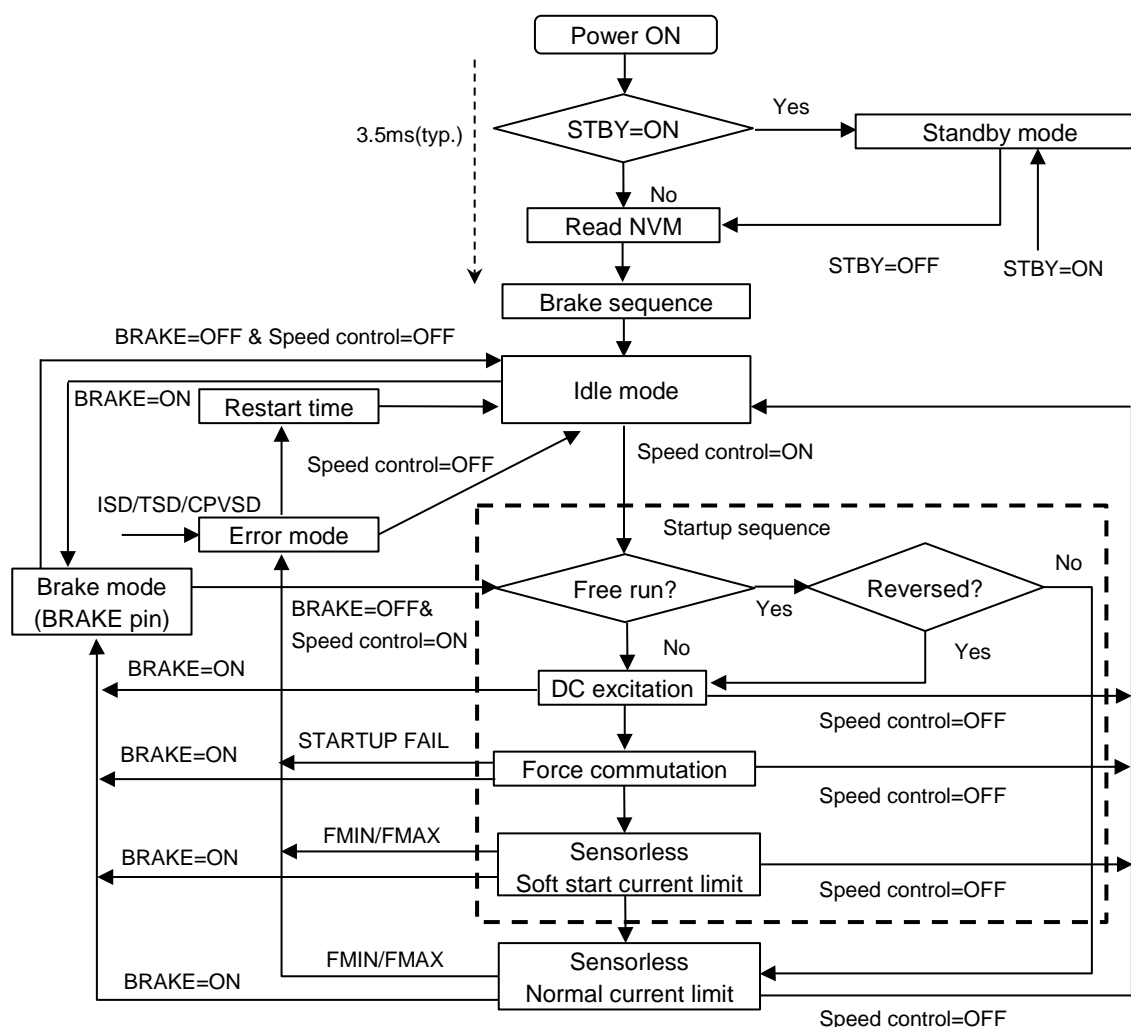 Power ON
Yes
STBY=ON
3.5ms(typ.)
Standby mode
No
Read NVM
STBY=OFF
STBY=ON
Brake sequence
BRAKE=OFF & Speed control=OFF
Idle mode
BRAKE=ON
Restart time
Speed control=ON
Speed control=OFF
ISD/TSD/CPVSD
Error mode
Startup sequence
No
Free run?
Reversed?
Brake mode
(BRAKE pin)
BRAKE=OFF&
Speed control=ON
Yes
No
Yes
BRAKE=ON
DC excitation
Speed control=OFF
STARTUP FAIL
BRAKE=ON
Force commutation
Speed control=OFF
FMIN/FMAX
BRAKE=ON
Sensorless
Soft start current limit
Speed control=OFF
FMIN/FMAX
BRAKE=ON
Sensorless
Normal current limit
Speed control=OFF